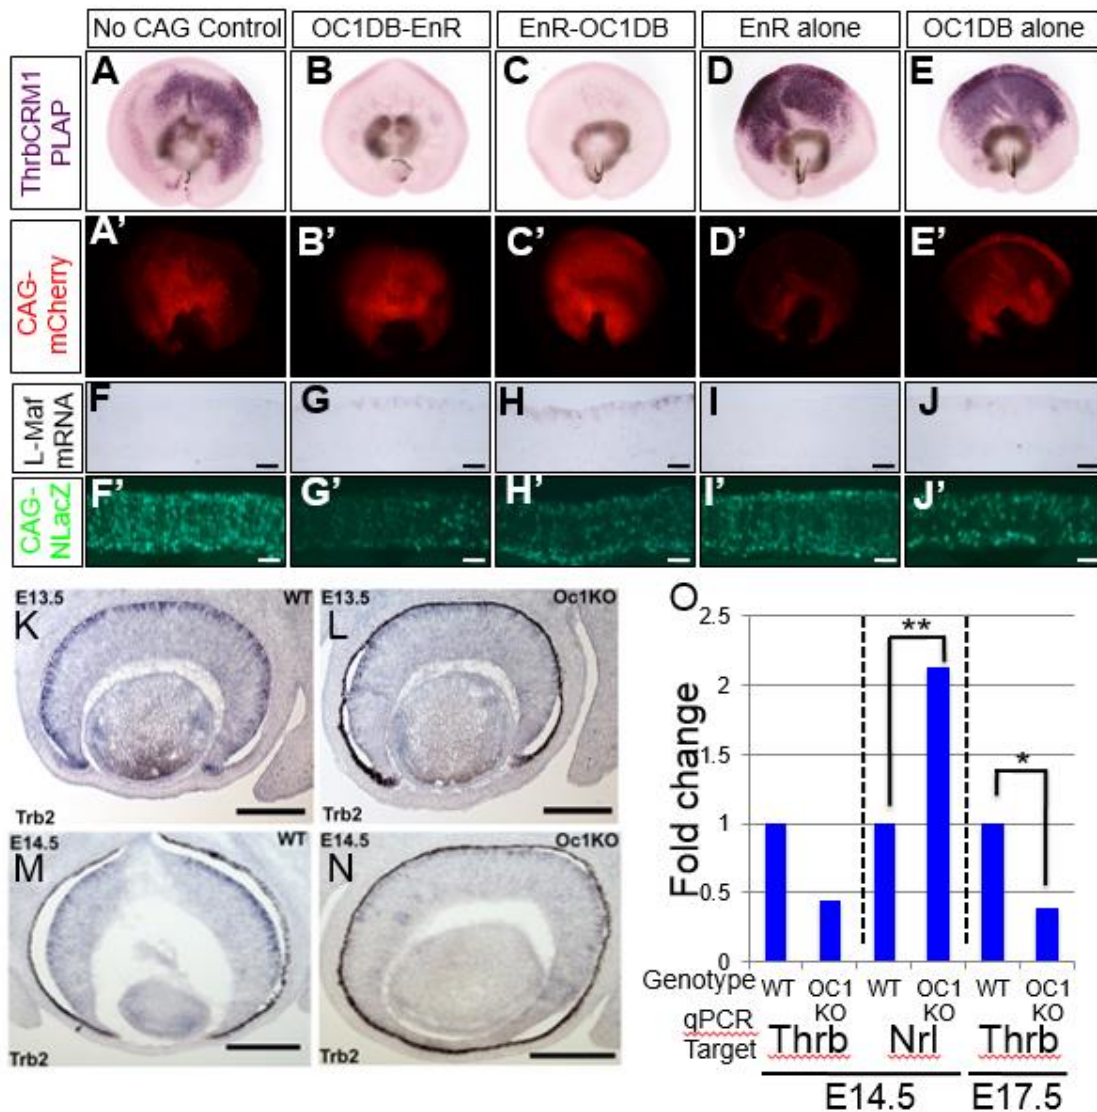 No CAG Control
OC1DB-EnR
EnR-OC1DB
EnR alone
OC1DB alone
ThrbCRM1
PLAP
A
B
C
D
E
CAG-
mCherry
A'
B'
C'
D'
E'
L-Maf
mRNA
F
G
H
I
J
CAG-
NLacZ
F'
G'
H'
I'
J'
E13.5
WT
K
Trb2
E13.5
Oc1KO
L
Trb2
E14.5
WT
M
Trb2
E14.5
Oc1KO
N
Trb2
O
Fold change
2.5
2
1.5
1
0.5
0
**
*
Genotype
WT
OC1
KO
WT
OC1
KO
WT
OC1
KO
qPCR
Target
Thrb
Nrl
Thrb
E14.5
E17.5